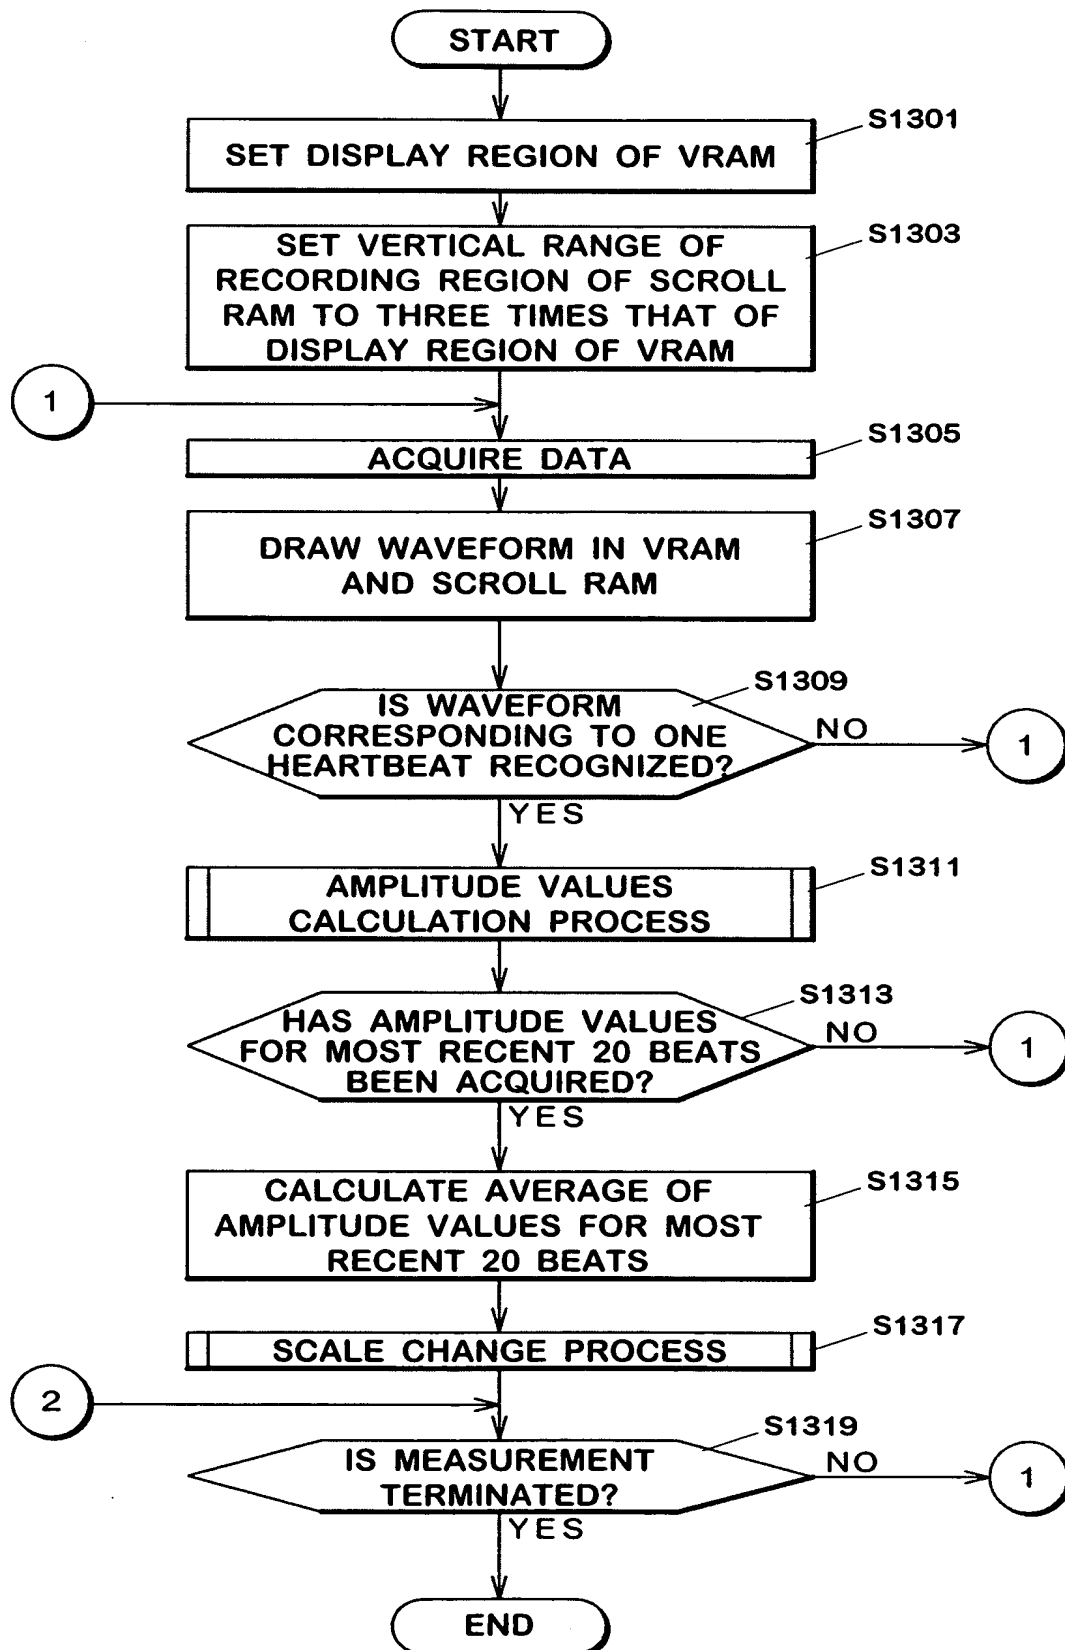 START
S1301
SET DISPLAY REGION OF VRAM
S1303
SET VERTICAL RANGE OF
RECORDING REGION OF SCROLL
RAM TO THREE TIMES THAT OF
DISPLAY REGION OF VRAM
1
S1305
ACQUIRE DATA
S1307
DRAW WAVEFORM IN VRAM
AND SCROLL RAM
S1309
IS WAVEFORM
CORRESPONDING TO ONE
HEARTBEAT RECOGNIZED?
NO
1
YES
S1311
AMPLITUDE VALUES
CALCULATION PROCESS
S1313
HAS AMPLITUDE VALUES
FOR MOST RECENT 20 BEATS
BEEN ACQUIRED?
NO
1
YES
S1315
CALCULATE AVERAGE OF
AMPLITUDE VALUES FOR MOST
RECENT 20 BEATS
S1317
SCALE CHANGE PROCESS
2
S1319
IS MEASUREMENT
TERMINATED?
NO
1
YES
END